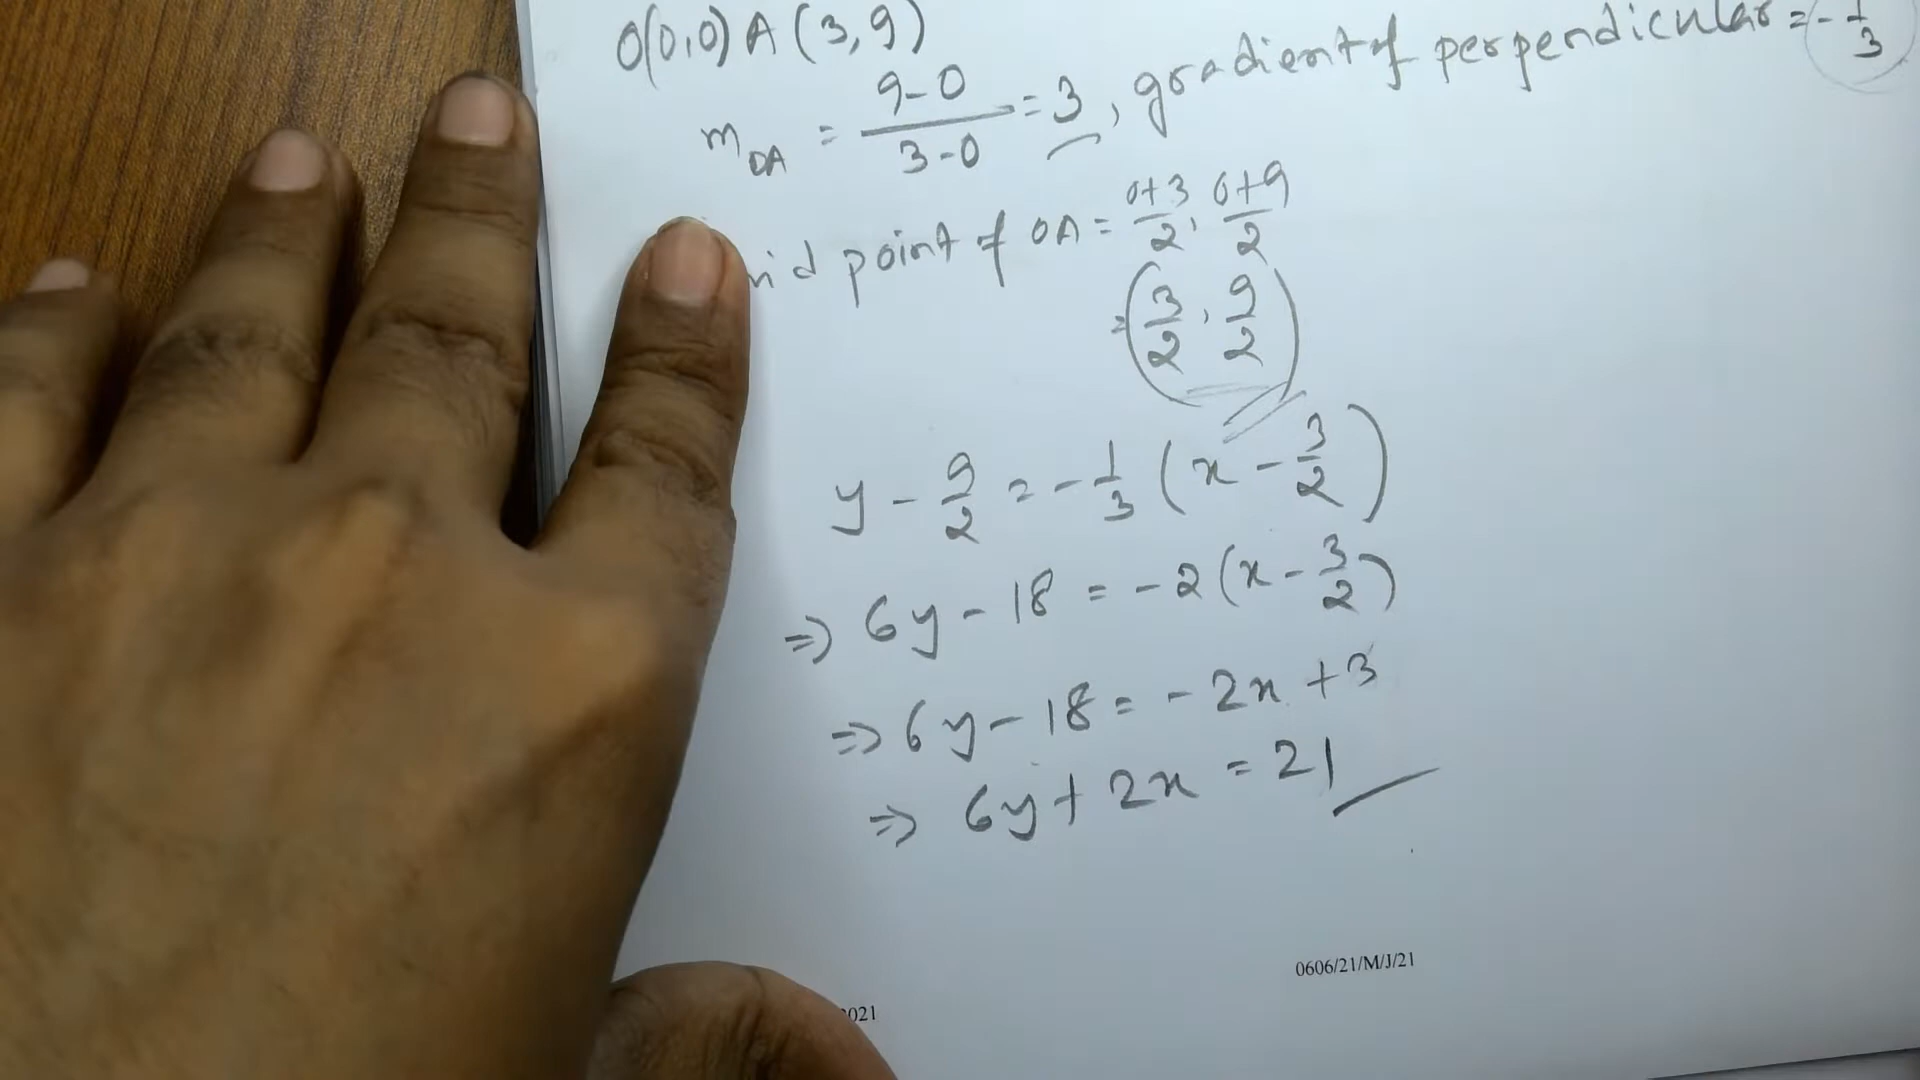 O(0,0) A (3,9)
m_OA = (9-0)/(3-0) = 3, gradient of perpendicular = -1/3
mid point of OA = (0+3)/2, (0+9)/2
= (3/2, 9/2)
y - 9/2 = -1/3 (x - 3/2)
⇒ 6y - 18 = -2(x - 3/2)
⇒ 6y - 18 = -2x + 3
⇒ 6y + 2x = 21
0606/21/M/J/21
021